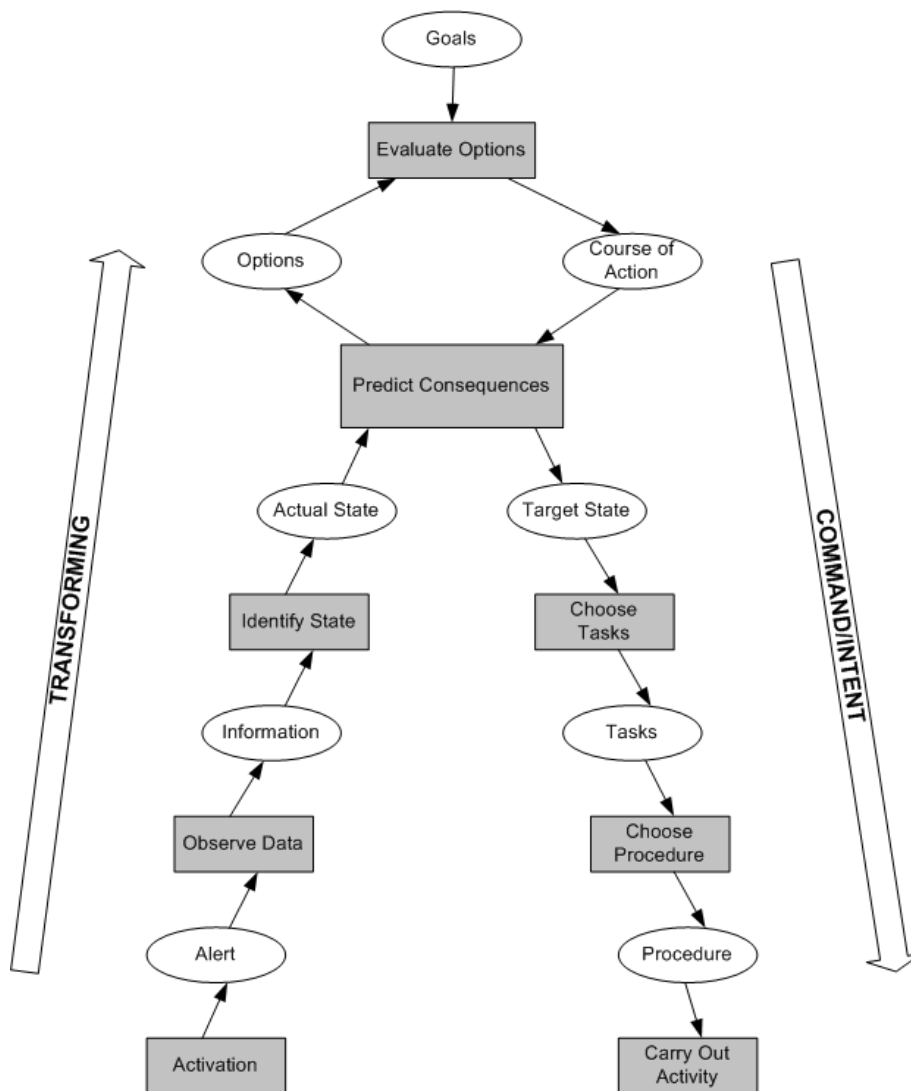 Goals
Evaluate Options
Options
Course of
Action
Predict Consequences
Actual State
Target State
TRANSFORMING
COMMAND/INTENT
Identify State
Choose
Tasks
Information
Tasks
Observe Data
Choose
Procedure
Alert
Procedure
Activation
Carry Out
Activity